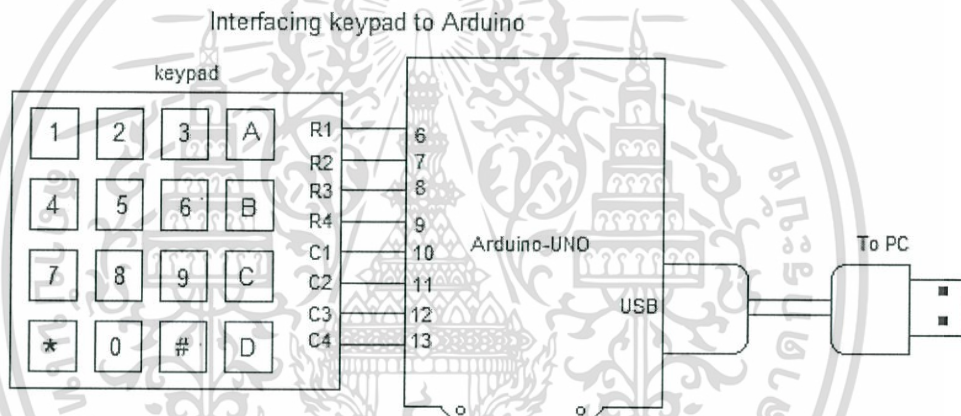 Interfacing keypad to Arduino
keypad
1 2 3 A
4 5 6 B
7 8 9 C
* 0 # D
R1 6
R2 7
R3 8
R4 9
C1 10
C2 11
C3 12
C4 13
Arduino-UNO
USB
To PC